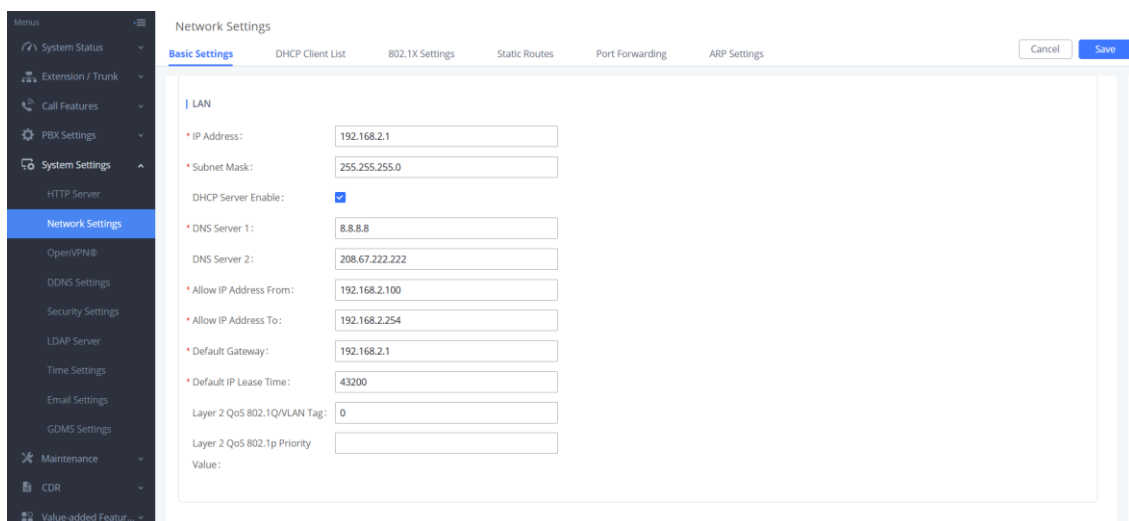 Menus
System Status
Extension / Trunk
Call Features
PBX Settings
System Settings
HTTP Server
Network Settings
OpenVPN®
DDNS Settings
Security Settings
LDAP Server
Time Settings
Email Settings
GDMS Settings
Maintenance
CDR
Value-added Featur...
Network Settings
Basic Settings DHCP Client List 802.1X Settings Static Routes Port Forwarding ARP Settings Cancel Save
LAN
* IP Address: 192.168.2.1
* Subnet Mask: 255.255.255.0
DHCP Server Enable:
* DNS Server 1: 8.8.8.8
DNS Server 2: 208.67.222.222
* Allow IP Address From: 192.168.2.100
* Allow IP Address To: 192.168.2.254
* Default Gateway: 192.168.2.1
* Default IP Lease Time: 43200
Layer 2 QoS 802.1Q/VLAN Tag: 0
Layer 2 QoS 802.1p Priority
Value: